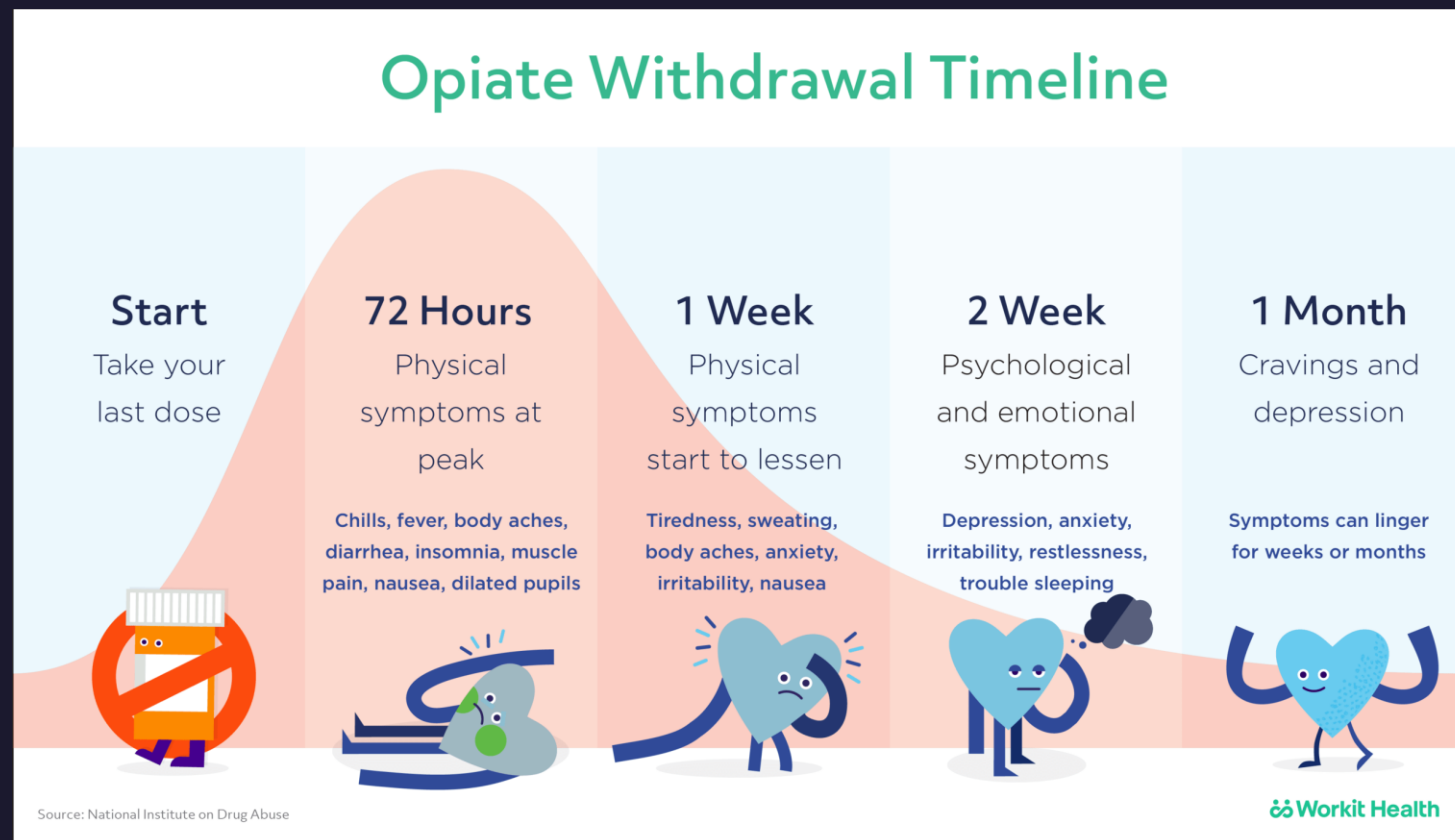 Opiate Withdrawal Timeline
Start
Take your
last dose
72 Hours
Physical
symptoms at
peak
Chills, fever, body aches,
diarrhea, insomnia, muscle
pain, nausea, dilated pupils
1 Week
Physical
symptoms
start to lessen
Tiredness, sweating,
body aches, anxiety,
irritability, nausea
2 Week
Psychological
and emotional
symptoms
Depression, anxiety,
irritability, restlessness,
trouble sleeping
1 Month
Cravings and
depression
Symptoms can linger
for weeks or months
Source: National Institute on Drug Abuse
Workit Health